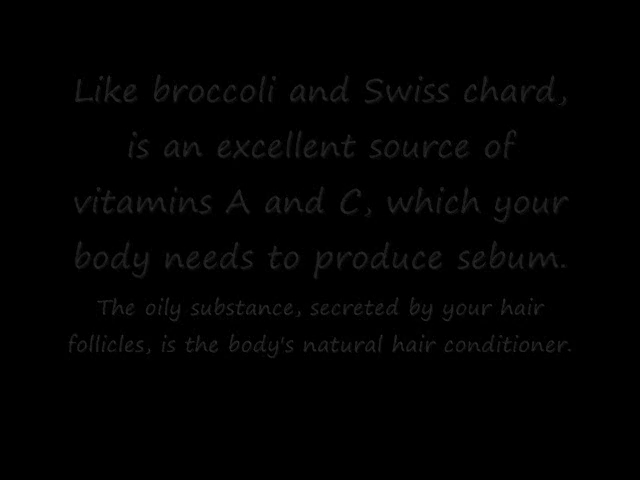 Like broccoli and Swiss chard,
is an excellent source of
vitamins A and C, which your
body needs to produce sebum.
The oily substance, secreted by your hair
follicles, is the body's natural hair conditioner.